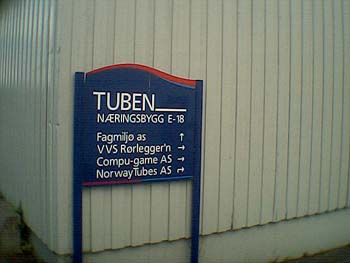 TUBEN
NÆRINGSBYGG E-18
Fagmiljø as ↑
VVS Rørlegger'n →
Compu-game AS →
NorwayTubes AS →